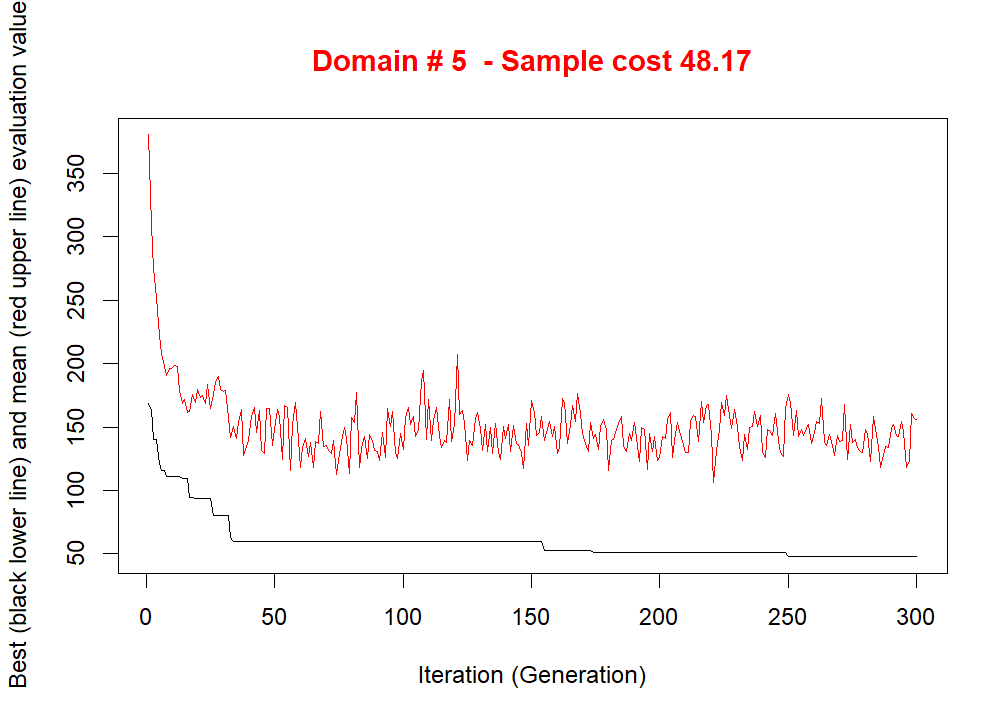 Domain # 5  - Sample cost 48.17
Best (black lower line) and mean (red upper line) evaluation value
350
300
250
200
150
100
50
0 50 100 150 200 250 300
Iteration (Generation)